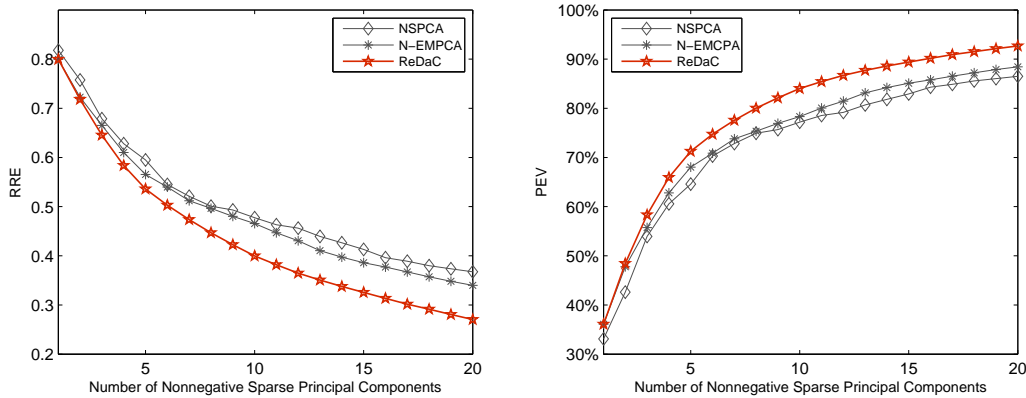 NSPCA
N−EMPCA
ReDaC
0.8
0.7
0.6
0.5
0.4
0.3
0.2
RRE
5
10
15
20
Number of Nonnegative Sparse Principal Components
NSPCA
N−EMCPA
ReDaC
100%
90%
80%
70%
60%
50%
40%
30%
PEV
5
10
15
20
Number of Nonnegative Sparse Principal Components